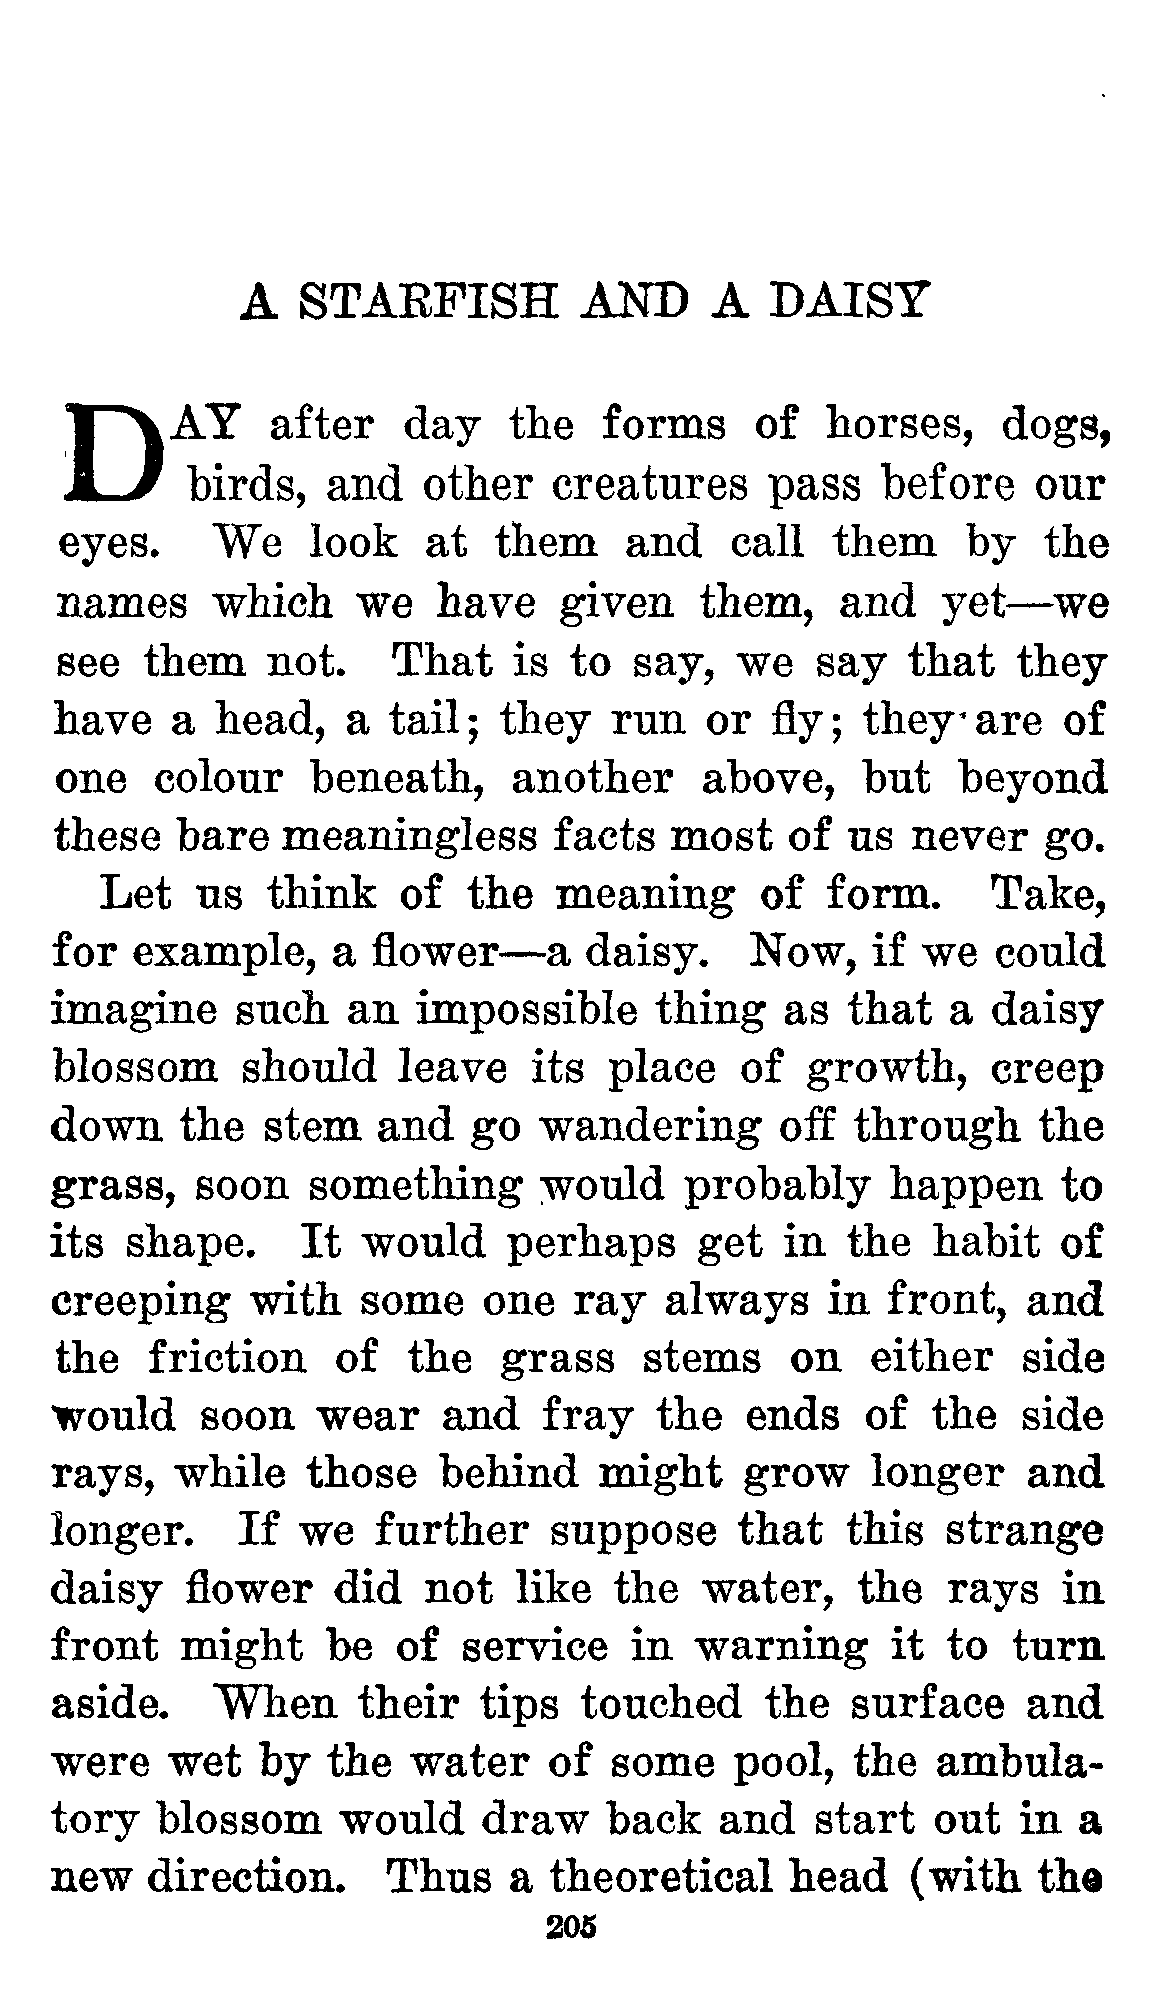 A STARFISH AND A DAISY
DAY after day the forms of horses, dogs,
birds, and other creatures pass before our
eyes. We look at them and call them by the
names which we have given them, and yet—we
see them not. That is to say, we say that they
have a head, a tail; they run or fly; they are of
one colour beneath, another above, but beyond
these bare meaningless facts most of us never go.
Let us think of the meaning of form. Take,
for example, a flower—a daisy. Now, if we could
imagine such an impossible thing as that a daisy
blossom should leave its place of growth, creep
down the stem and go wandering off through the
grass, soon something would probably happen to
its shape. It would perhaps get in the habit of
creeping with some one ray always in front, and
the friction of the grass stems on either side
would soon wear and fray the ends of the side
rays, while those behind might grow longer and
longer. If we further suppose that this strange
daisy flower did not like the water, the rays in
front might be of service in warning it to turn
aside. When their tips touched the surface and
were wet by the water of some pool, the ambula-
tory blossom would draw back and start out in a
new direction. Thus a theoretical head (with the
205